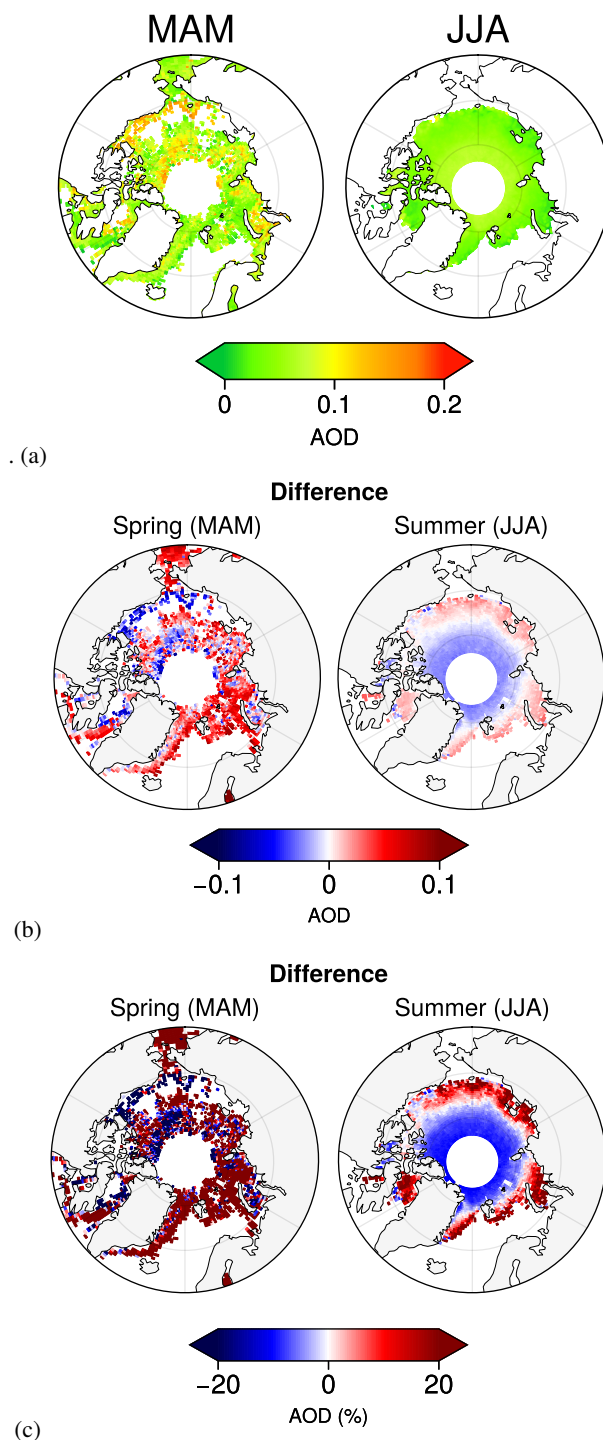 MAM JJA
0 0.1 0.2
AOD
. (a)
Difference
Spring (MAM) Summer (JJA)
−0.1 0 0.1
AOD
(b)
Difference
Spring (MAM) Summer (JJA)
−20 0 20
AOD (%)
(c)